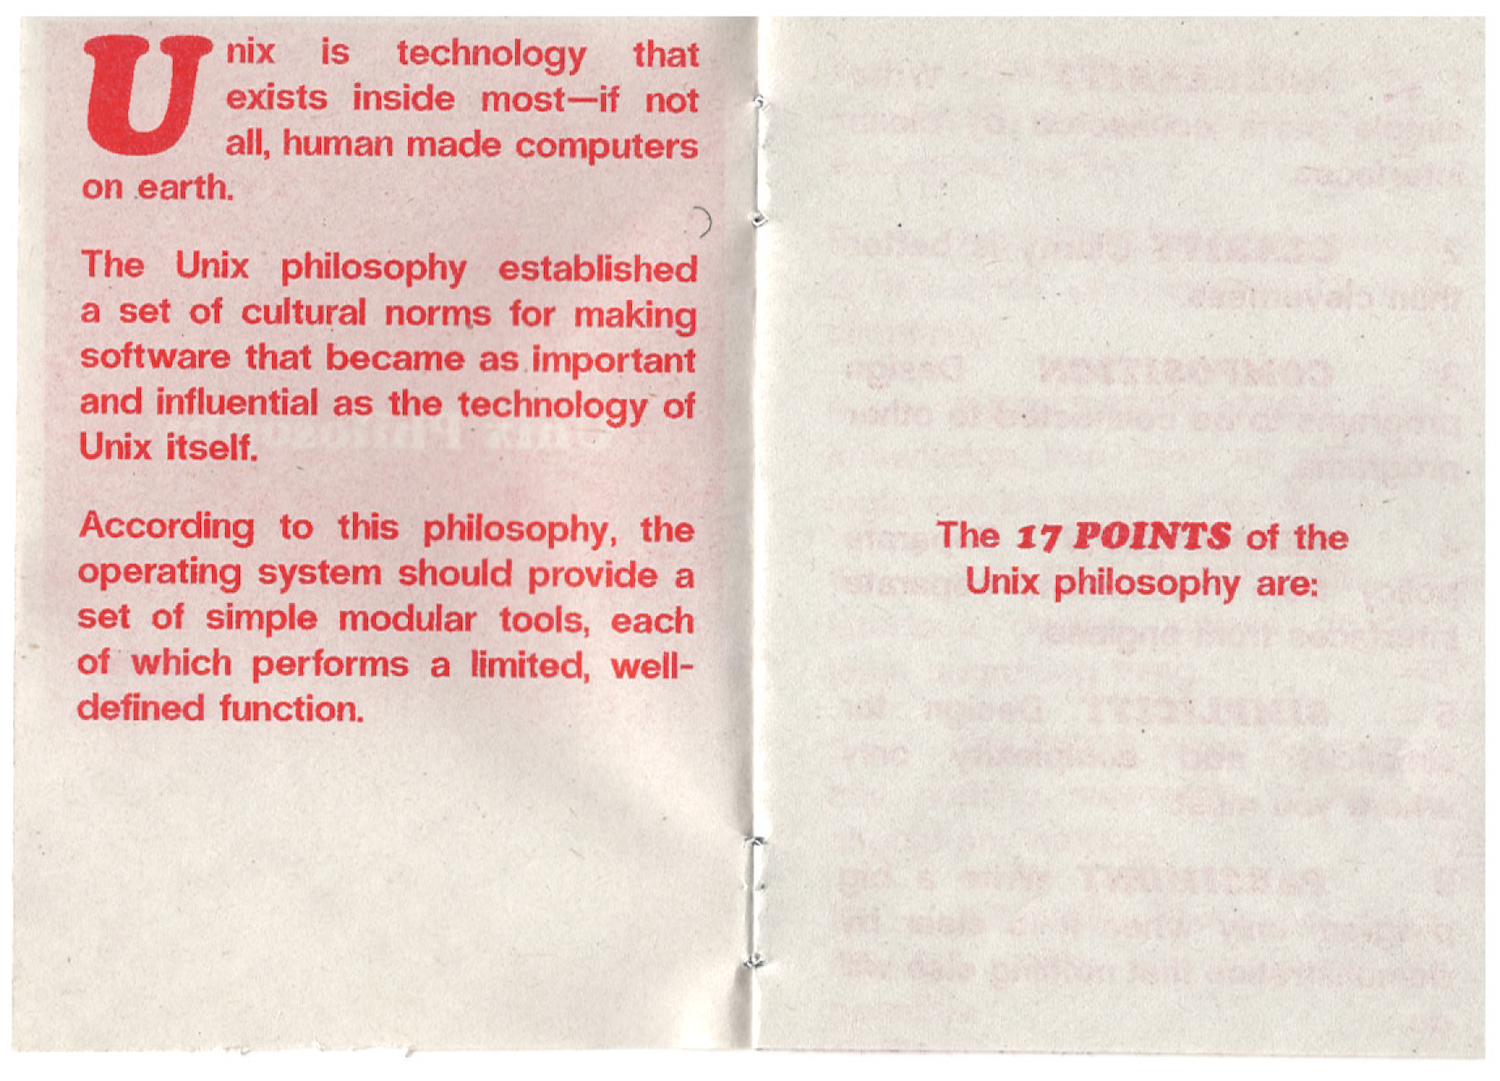 Unix is technology that
exists inside most—if not
all, human made computers
on earth.
The Unix philosophy established
a set of cultural norms for making
software that became as important
and influential as the technology of
Unix itself.
According to this philosophy, the
operating system should provide a
set of simple modular tools, each
of which performs a limited, well-
defined function.
The 17 POINTS of the
Unix philosophy are: